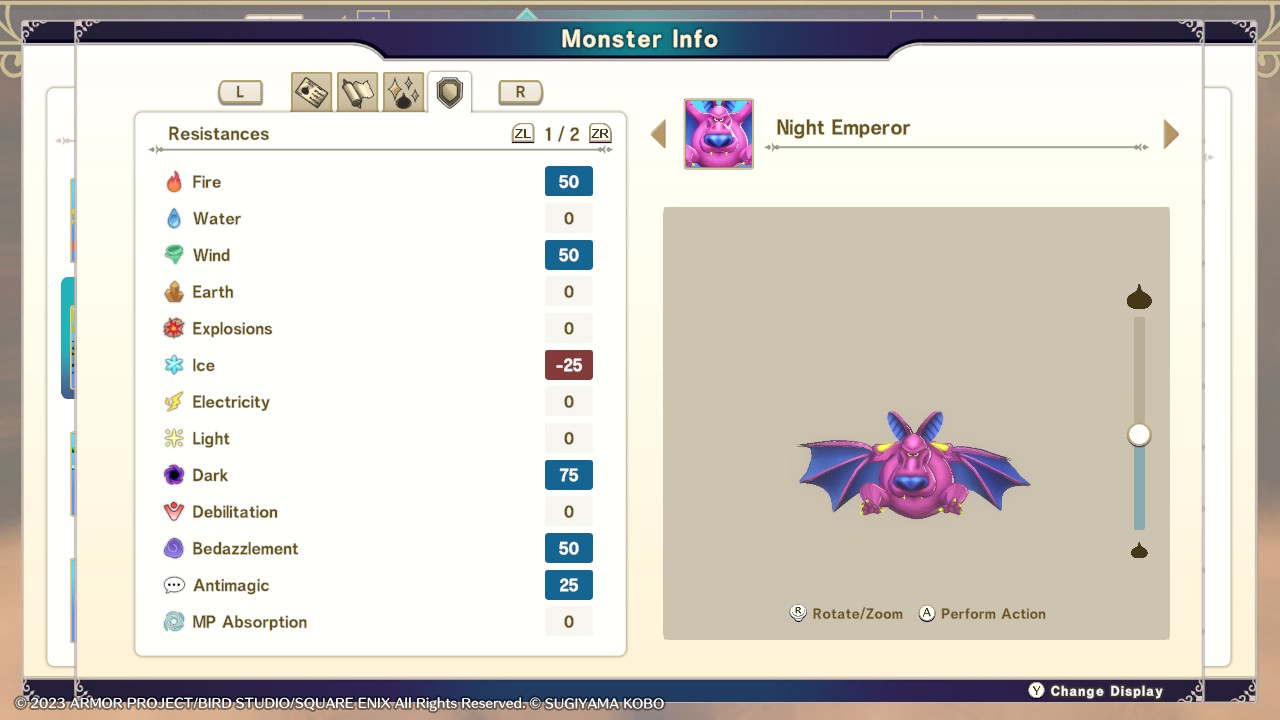 Monster Info
L
R
Resistances
ZL 1 / 2 ZR
Night Emperor
Fire 50
Water 0
Wind 50
Earth 0
Explosions 0
Ice -25
Electricity 0
Light 0
Dark 75
Debilitation 0
Bedazzlement 50
Antimagic 25
MP Absorption 0
R Rotate/Zoom A Perform Action
Y Change Display
© 2023 ARMOR PROJECT/BIRD STUDIO/SQUARE ENIX All Rights Reserved. © SUGIYAMA KOBO